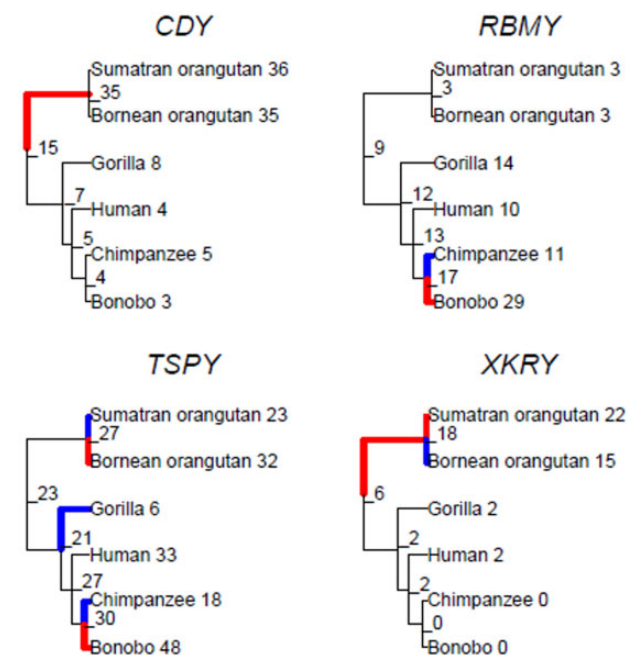 CDY
Sumatran orangutan 36
35
Bornean orangutan 35
15
Gorilla 8
7
Human 4
5
Chimpanzee 5
4
Bonobo 3
RBMY
Sumatran orangutan 3
3
Bornean orangutan 3
9
Gorilla 14
12
Human 10
13
Chimpanzee 11
17
Bonobo 29
TSPY
Sumatran orangutan 23
27
Bornean orangutan 32
23
Gorilla 6
21
Human 33
27
Chimpanzee 18
30
Bonobo 48
XKRY
Sumatran orangutan 22
18
Bornean orangutan 15
6
Gorilla 2
2
Human 2
2
Chimpanzee 0
0
Bonobo 0